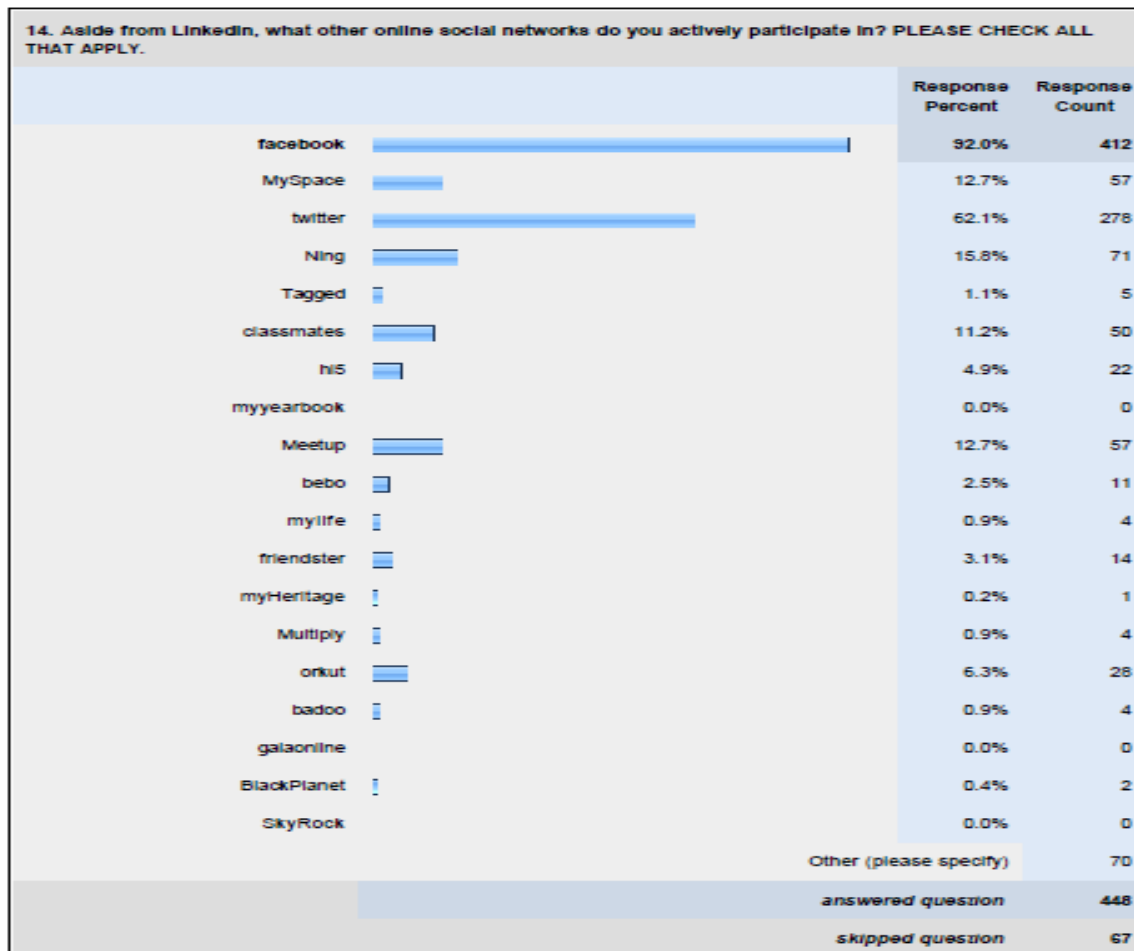 14. Aside from LinkedIn, what other online social networks do you actively participate in? PLEASE CHECK ALL
THAT APPLY.
Response Percent Response Count
facebook 92.0% 412
MySpace 12.7% 57
twitter 62.1% 278
Ning 15.8% 71
Tagged 1.1% 5
classmates 11.2% 50
hi5 4.9% 22
myyearbook 0.0% 0
Meetup 12.7% 57
bebo 2.5% 11
mylife 0.9% 4
friendster 3.1% 14
myHeritage 0.2% 1
Multiply 0.9% 4
orkut 6.3% 28
badoo 0.9% 4
gaiaonline 0.0% 0
BlackPlanet 0.4% 2
SkyRock 0.0% 0
Other (please specify) 70
answered question 448
skipped question 67